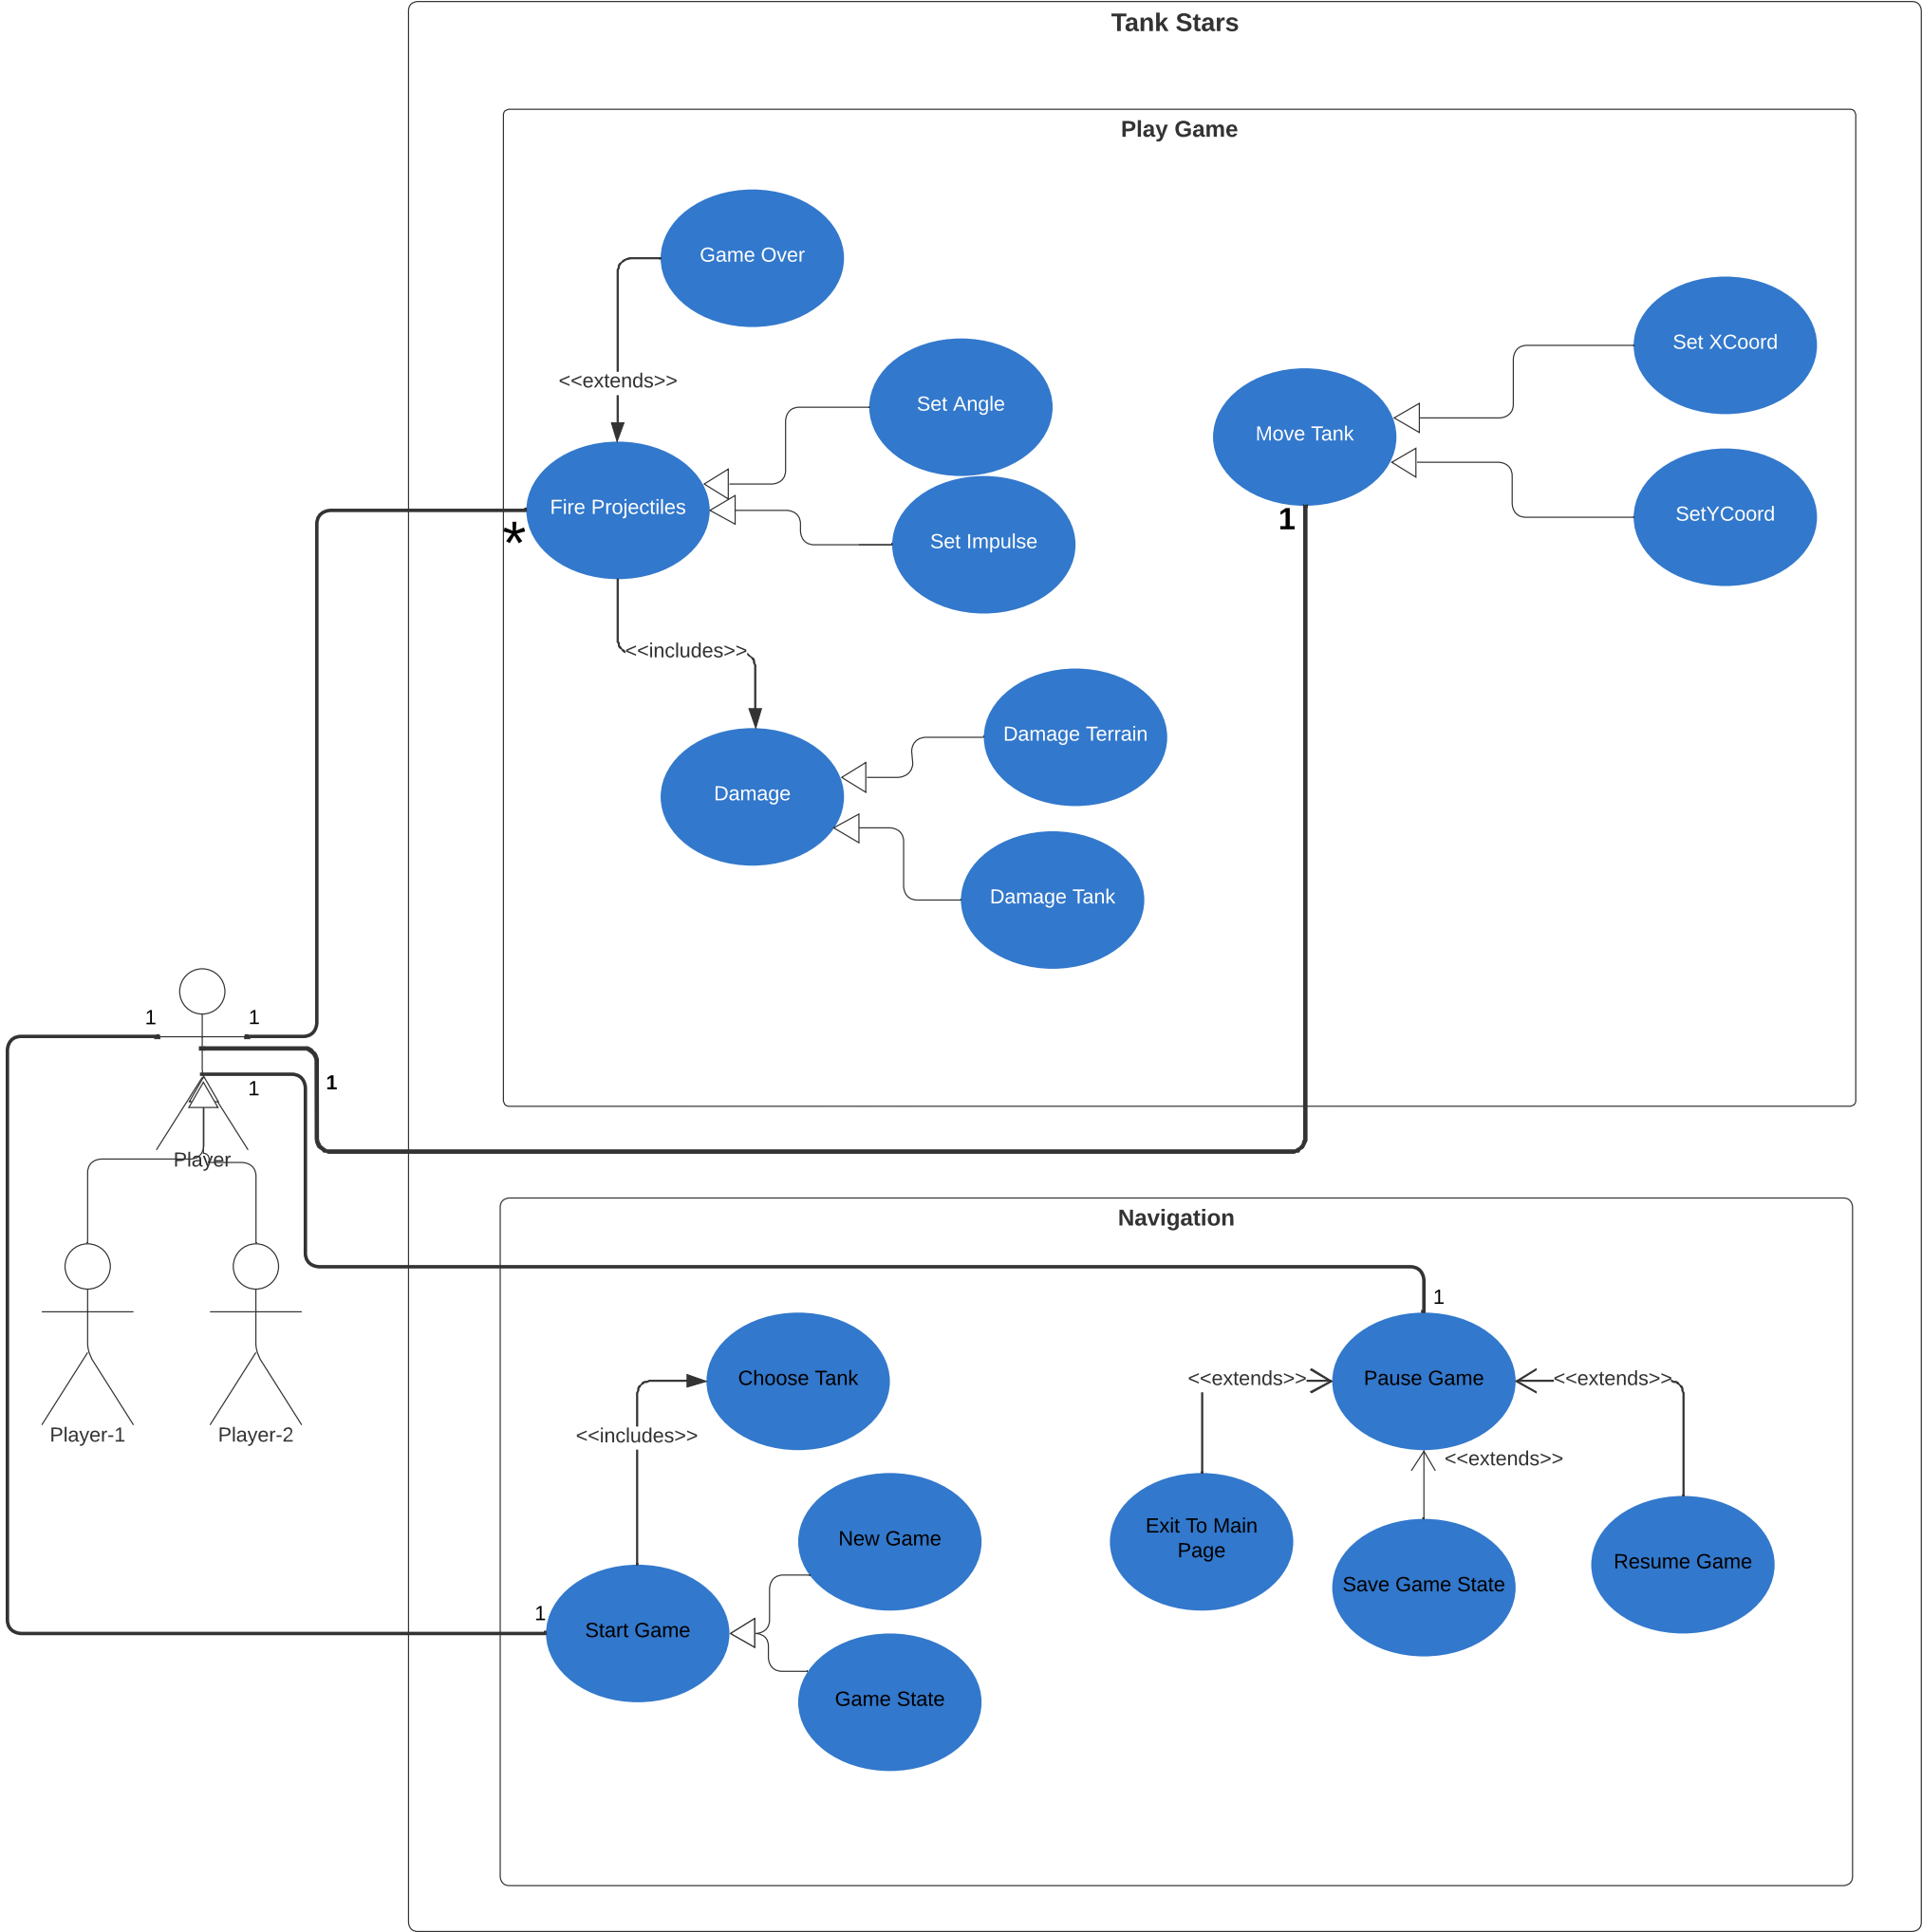 Tank Stars
Play Game
Game Over
<<extends>>
Set Angle
Set XCoord
Move Tank
Fire Projectiles
*
Set Impulse
1
SetYCoord
<<includes>>
Damage Terrain
Damage
Damage Tank
1
1
1
1
Player
Navigation
1
Player-1
Player-2
Choose Tank
<<includes>>
<<extends>>
Pause Game
<<extends>>
<<extends>>
New Game
Exit To Main
Page
Save Game State
Resume Game
1
Start Game
Game State